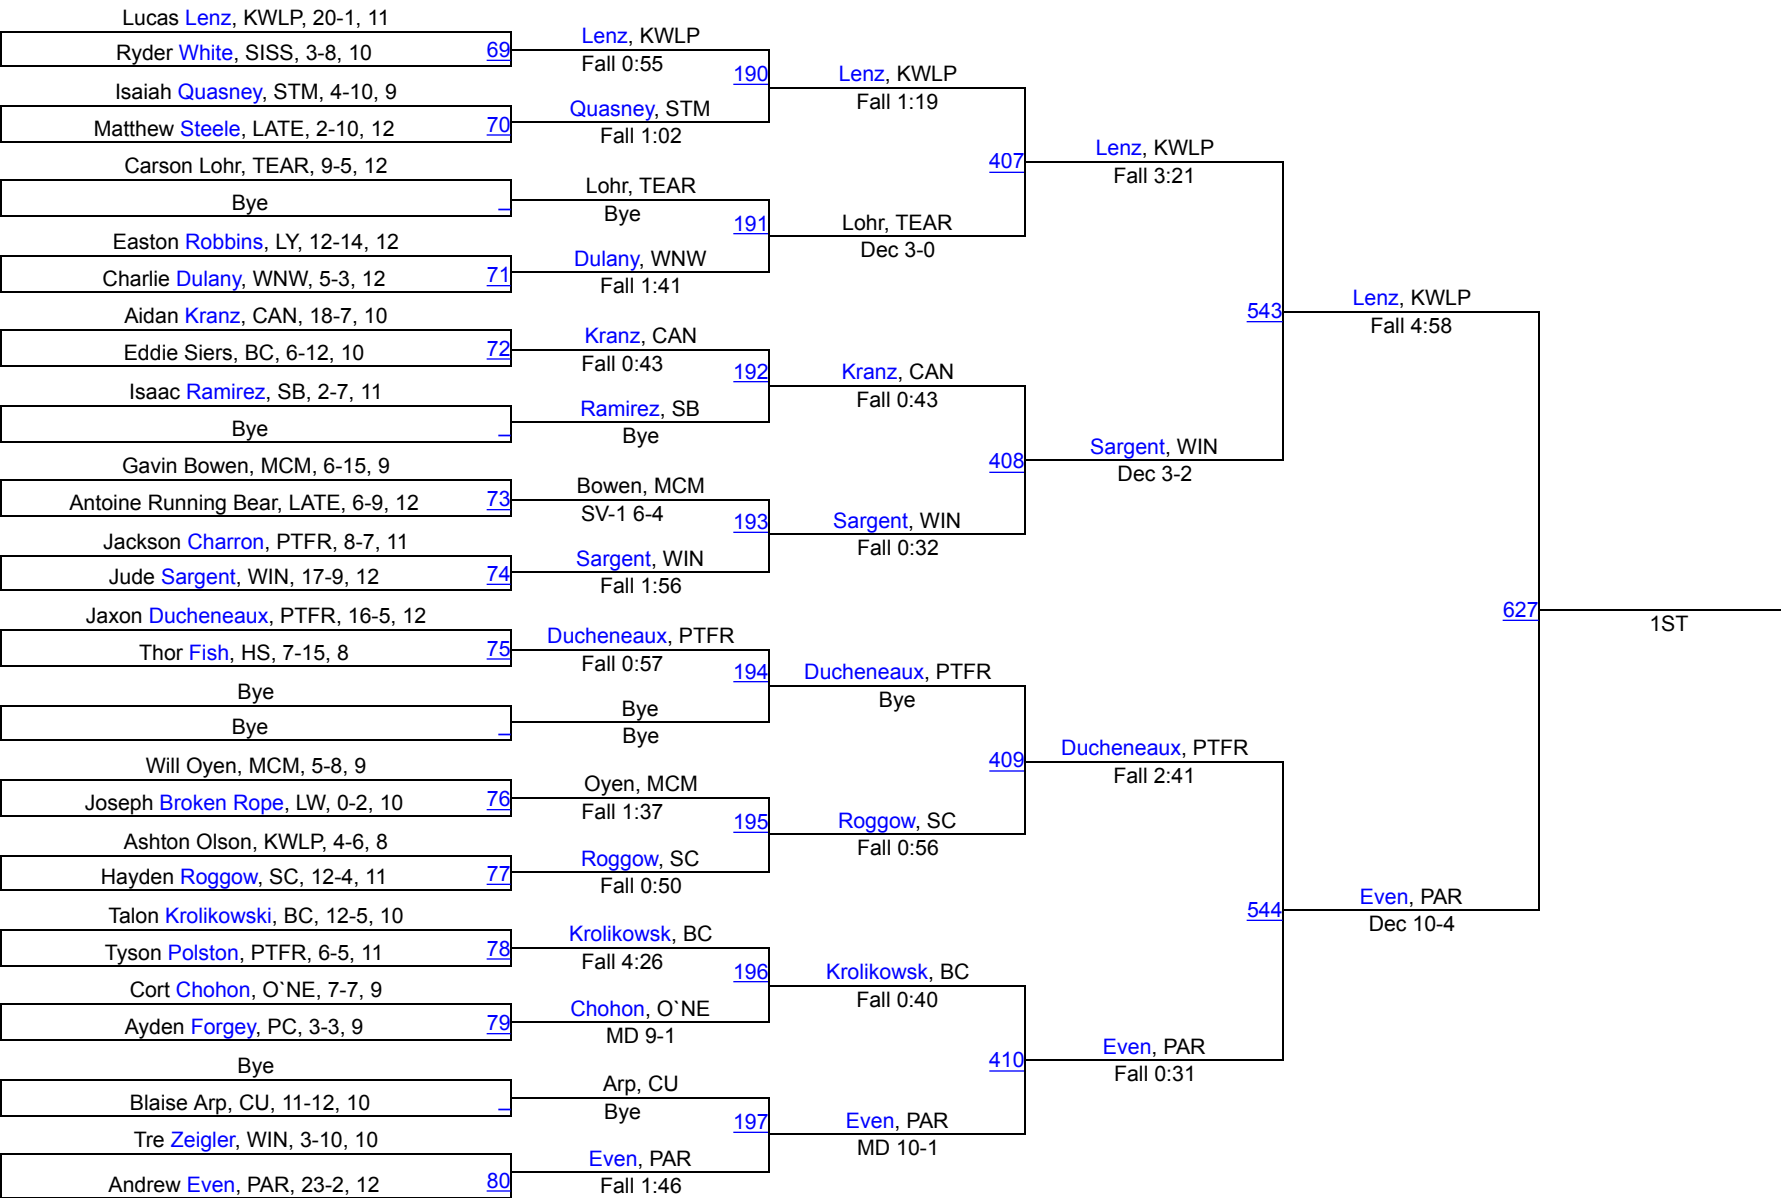 Lucas Lenz, KWLP, 20-1, 11
Ryder White, SISS, 3-8, 10
69
Isaiah Quasney, STM, 4-10, 9
Matthew Steele, LATE, 2-10, 12
70
Carson Lohr, TEAR, 9-5, 12
Bye
Easton Robbins, LY, 12-14, 12
Charlie Dulany, WNW, 5-3, 12
71
Aidan Kranz, CAN, 18-7, 10
Eddie Siers, BC, 6-12, 10
72
Isaac Ramirez, SB, 2-7, 11
Bye
Gavin Bowen, MCM, 6-15, 9
Antoine Running Bear, LATE, 6-9, 12
73
Jackson Charron, PTFR, 8-7, 11
Jude Sargent, WIN, 17-9, 12
74
Jaxon Ducheneaux, PTFR, 16-5, 12
Thor Fish, HS, 7-15, 8
75
Bye
Bye
Will Oyen, MCM, 5-8, 9
Joseph Broken Rope, LW, 0-2, 10
76
Ashton Olson, KWLP, 4-6, 8
Hayden Roggow, SC, 12-4, 11
77
Talon Krolikowski, BC, 12-5, 10
Tyson Polston, PTFR, 6-5, 11
78
Cort Chohon, O`NE, 7-7, 9
Ayden Forgey, PC, 3-3, 9
79
Bye
Blaise Arp, CU, 11-12, 10
Tre Zeigler, WIN, 3-10, 10
Andrew Even, PAR, 23-2, 12
80
Lenz, KWLP
Fall 0:55
190
Quasney, STM
Fall 1:02
Lohr, TEAR
Bye
191
Dulany, WNW
Fall 1:41
Kranz, CAN
Fall 0:43
192
Ramirez, SB
Bye
Bowen, MCM
SV-1 6-4
193
Sargent, WIN
Fall 1:56
Ducheneaux, PTFR
Fall 0:57
194
Bye
Bye
Oyen, MCM
Fall 1:37
195
Roggow, SC
Fall 0:50
Krolikowsk, BC
Fall 4:26
196
Chohon, O`NE
MD 9-1
Arp, CU
Bye
197
Even, PAR
Fall 1:46
Lenz, KWLP
Fall 1:19
407
Lohr, TEAR
Dec 3-0
Kranz, CAN
Fall 0:43
408
Sargent, WIN
Fall 0:32
Ducheneaux, PTFR
Bye
409
Roggow, SC
Fall 0:56
Krolikowsk, BC
Fall 0:40
410
Even, PAR
MD 10-1
Lenz, KWLP
Fall 3:21
543
Sargent, WIN
Dec 3-2
Ducheneaux, PTFR
Fall 2:41
544
Even, PAR
Fall 0:31
Lenz, KWLP
Fall 4:58
627
Even, PAR
Dec 10-4
1ST